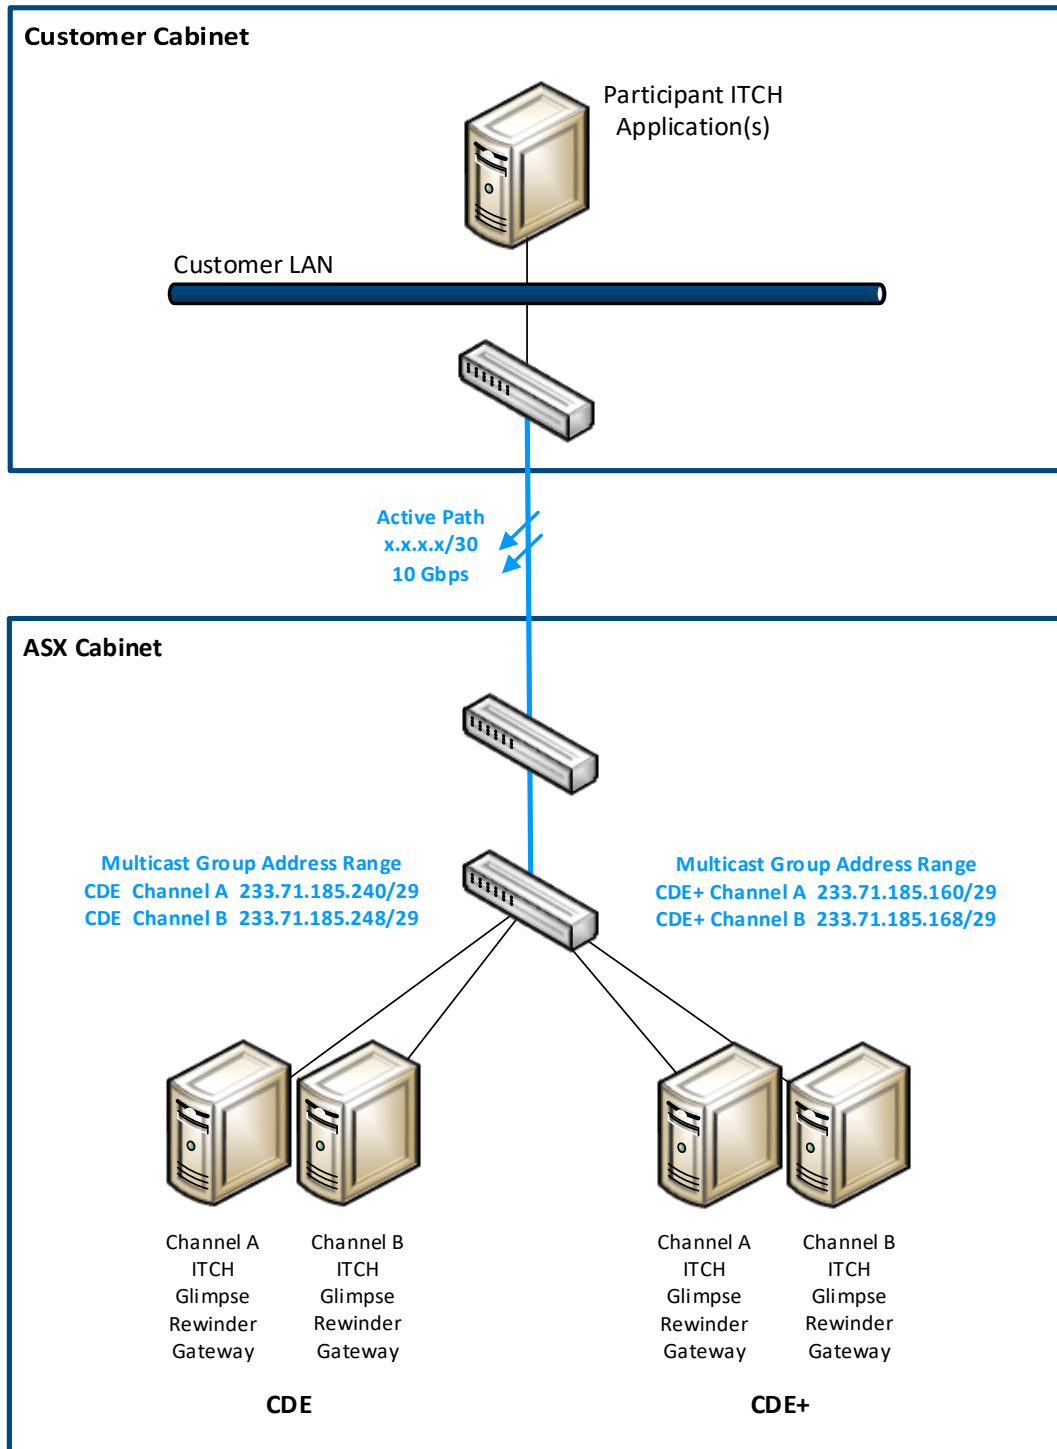 Customer Cabinet
Participant ITCH
Application(s)
Customer LAN
Active Path
x.x.x.x/30
10 Gbps
ASX Cabinet
Multicast Group Address Range
CDE Channel A 233.71.185.240/29
CDE Channel B 233.71.185.248/29
Multicast Group Address Range
CDE+ Channel A 233.71.185.160/29
CDE+ Channel B 233.71.185.168/29
Channel A
ITCH
Glimpse
Rewinder
Gateway
Channel B
ITCH
Glimpse
Rewinder
Gateway
CDE
Channel A
ITCH
Glimpse
Rewinder
Gateway
Channel B
ITCH
Glimpse
Rewinder
Gateway
CDE+